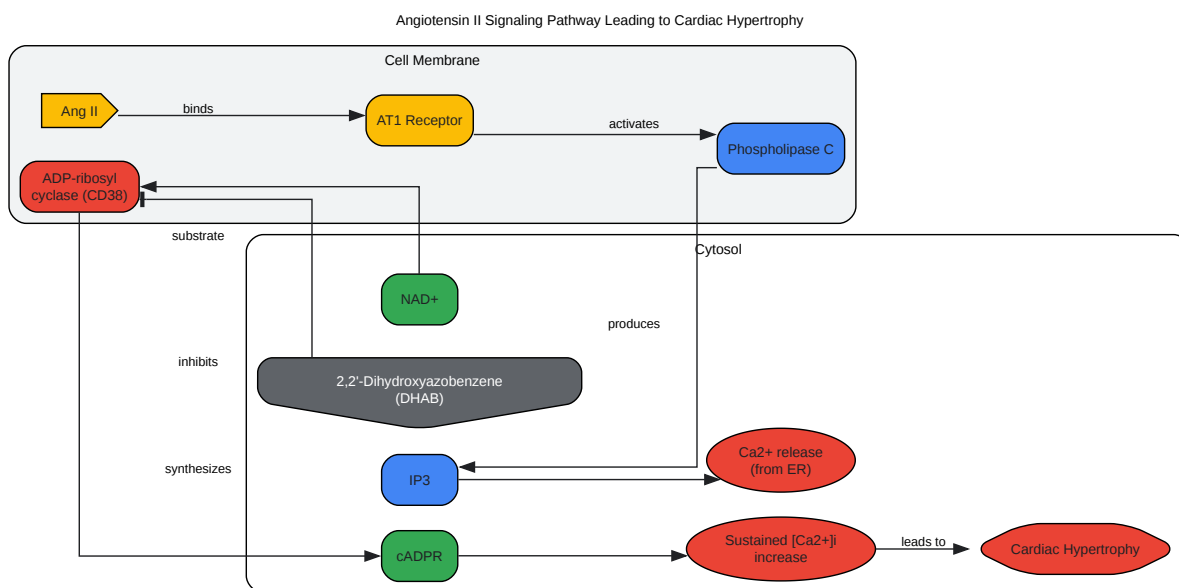 Angiotensin II Signaling Pathway Leading to Cardiac Hypertrophy
Cell Membrane
Ang II
binds
AT1 Receptor
activates
Phospholipase C
ADP-ribosyl
cyclase (CD38)
substrate
Cytosol
NAD+
produces
inhibits
2,2'-Dihydroxyazobenzene
(DHAB)
synthesizes
IP3
Ca2+ release
(from ER)
cADPR
Sustained [Ca2+]i
increase
leads to
Cardiac Hypertrophy